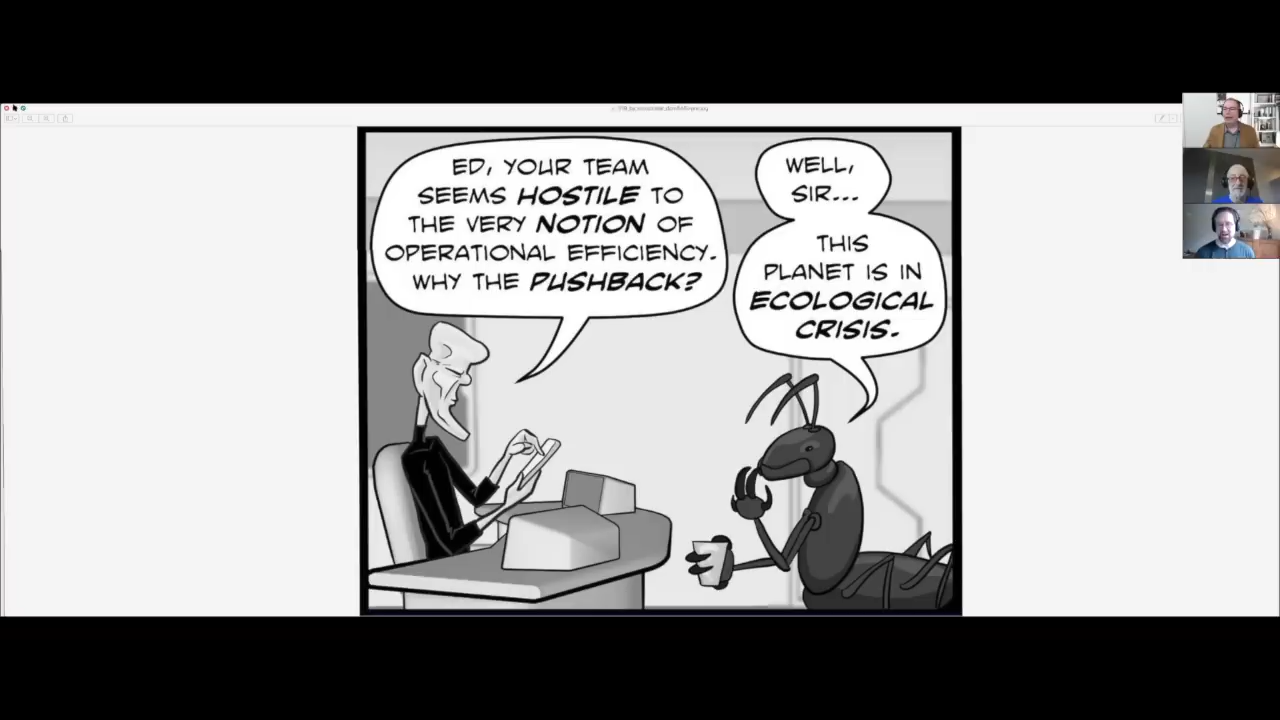 ED, YOUR TEAM
SEEMS HOSTILE TO
THE VERY NOTION OF
OPERATIONAL EFFICIENCY.
WHY THE PUSHBACK?
WELL,
SIR...
THIS
PLANET IS IN
ECOLOGICAL
CRISIS.